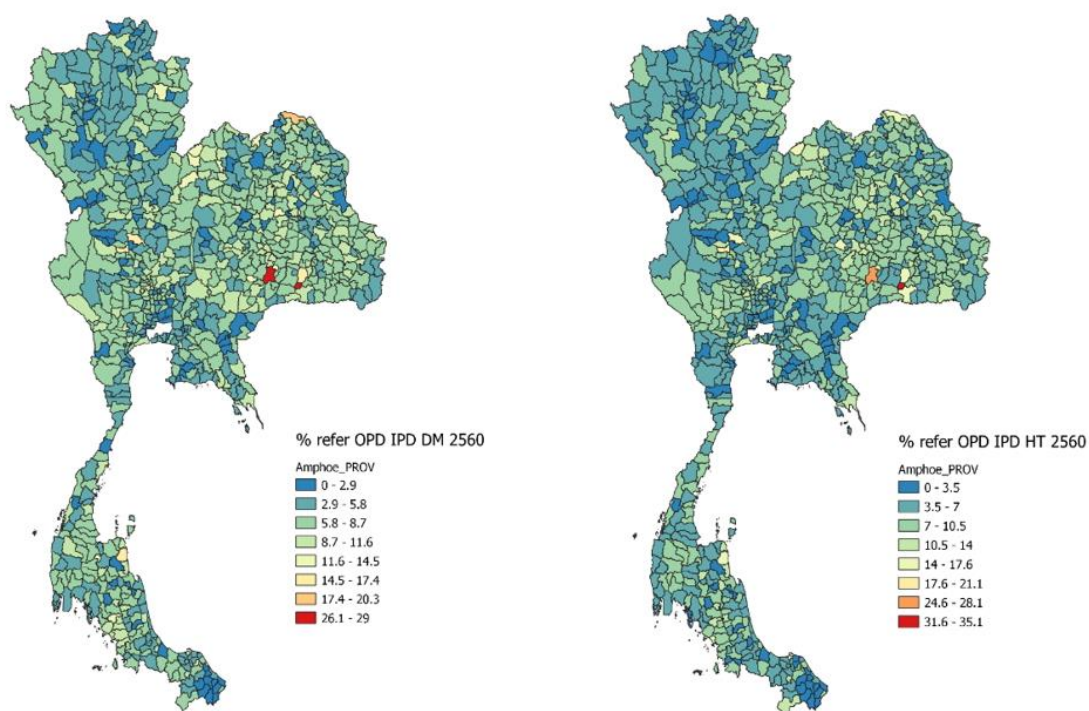 % refer OPD IPD DM 2560
Amphoe_PROV
0 - 2.9
2.9 - 5.8
5.8 - 8.7
8.7 - 11.6
11.6 - 14.5
14.5 - 17.4
17.4 - 20.3
26.1 - 29
% refer OPD IPD HT 2560
Amphoe_PROV
0 - 3.5
3.5 - 7
7 - 10.5
10.5 - 14
14 - 17.6
17.6 - 21.1
24.6 - 28.1
31.6 - 35.1